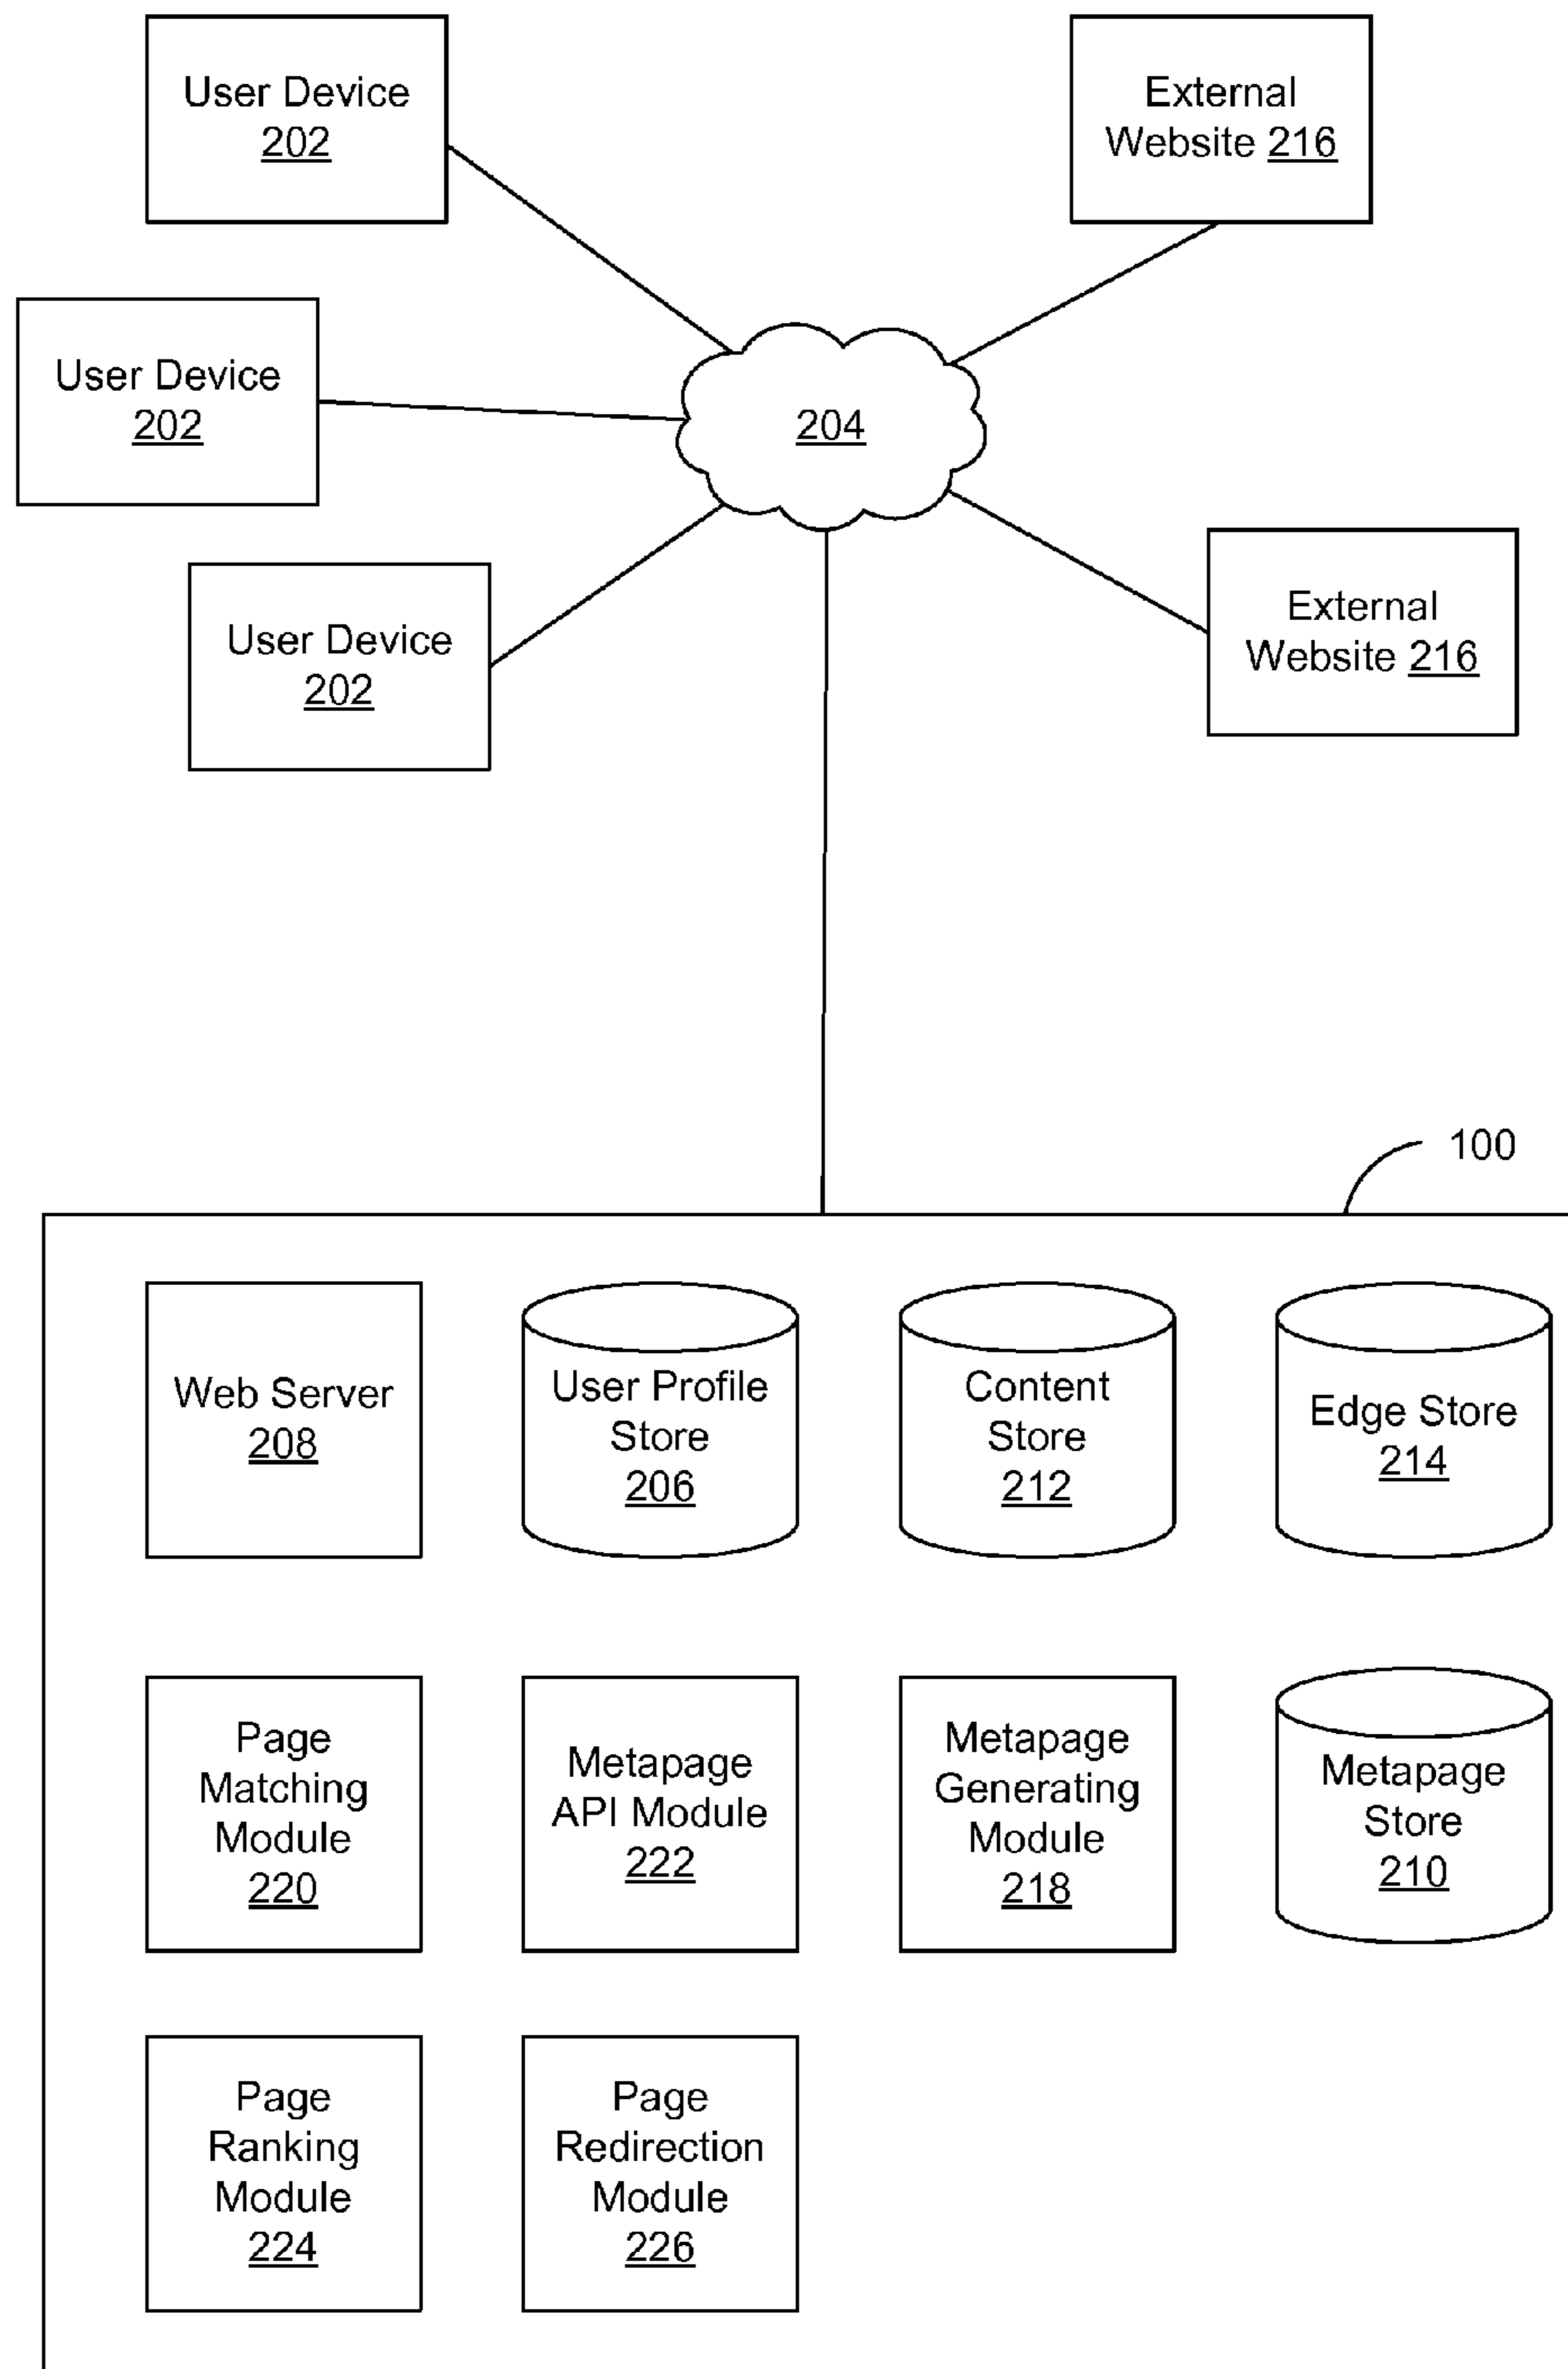 User Device
202
External
Website 216
User Device
202
204
User Device
202
External
Website 216
100
Web Server
208
User Profile
Store
206
Content
Store
212
Edge Store
214
Page
Matching
Module
220
Metapage
API Module
222
Metapage
Generating
Module
218
Metapage
Store
210
Page
Ranking
Module
224
Page
Redirection
Module
226